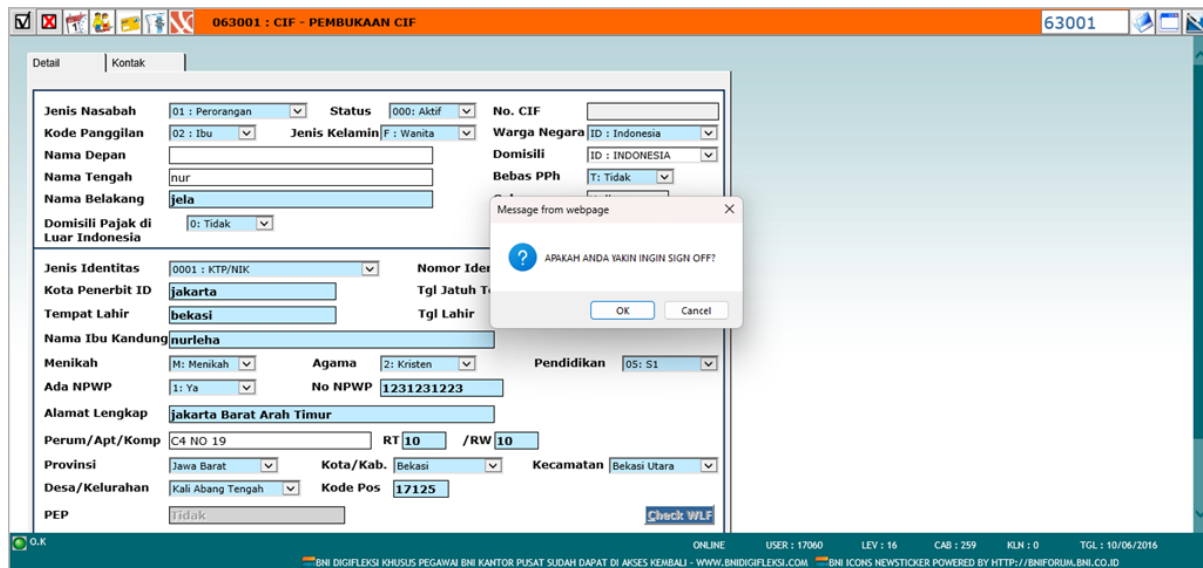 063001 : CIF - PEMBUKAAN CIF 63001
Detail Kontak
Jenis Nasabah 01 : Perorangan Status 000: Aktif No. CIF
Kode Panggilan 02 : Ibu Jenis Kelamin F : Wanita Warga Negara ID : Indonesia
Nama Depan Domisili ID : INDONESIA
Nama Tengah nur Bebas PPh T: Tidak
Nama Belakang jela
Message from webpage
Domisili Pajak di Luar Indonesia 0: Tidak
APAKAH ANDA YAKIN INGIN SIGN OFF?
OK Cancel
Jenis Identitas 0001 : KTP/NIK Nomor Iden
Kota Penerbit ID jakarta Tgl Jatuh
Tempat Lahir bekasi Tgl Lahir
Nama Ibu Kandung nurleha
Menikah M: Menikah Agama 2: Kristen Pendidikan 05: S1
Ada NPWP 1: Ya No NPWP 1231231223
Alamat Lengkap jakarta Barat Arah Timur
Perum/Apt/Komp C4 NO 19 RT 10 /RW 10
Provinsi Jawa Barat Kota/Kab. Bekasi Kecamatan Bekasi Utara
Desa/Kelurahan Kali Abang Tengah Kode Pos 17125
PEP Tidak Check WLF
O.K ONLINE USER : 17060 LEV : 16 CAB : 259 KLN : 0 TGL : 10/06/2016
BNI DIGIFLEKSI KHUSUS PEGAWAI BNI KANTOR PUSAT SUDAH DAPAT DI AKSES KEMBALI - WWW.BNIDIGIFLEKSI.COM BNI ICONS NEWSTICKER POWERED BY HTTP://BNIFORUM.BNI.CO.ID